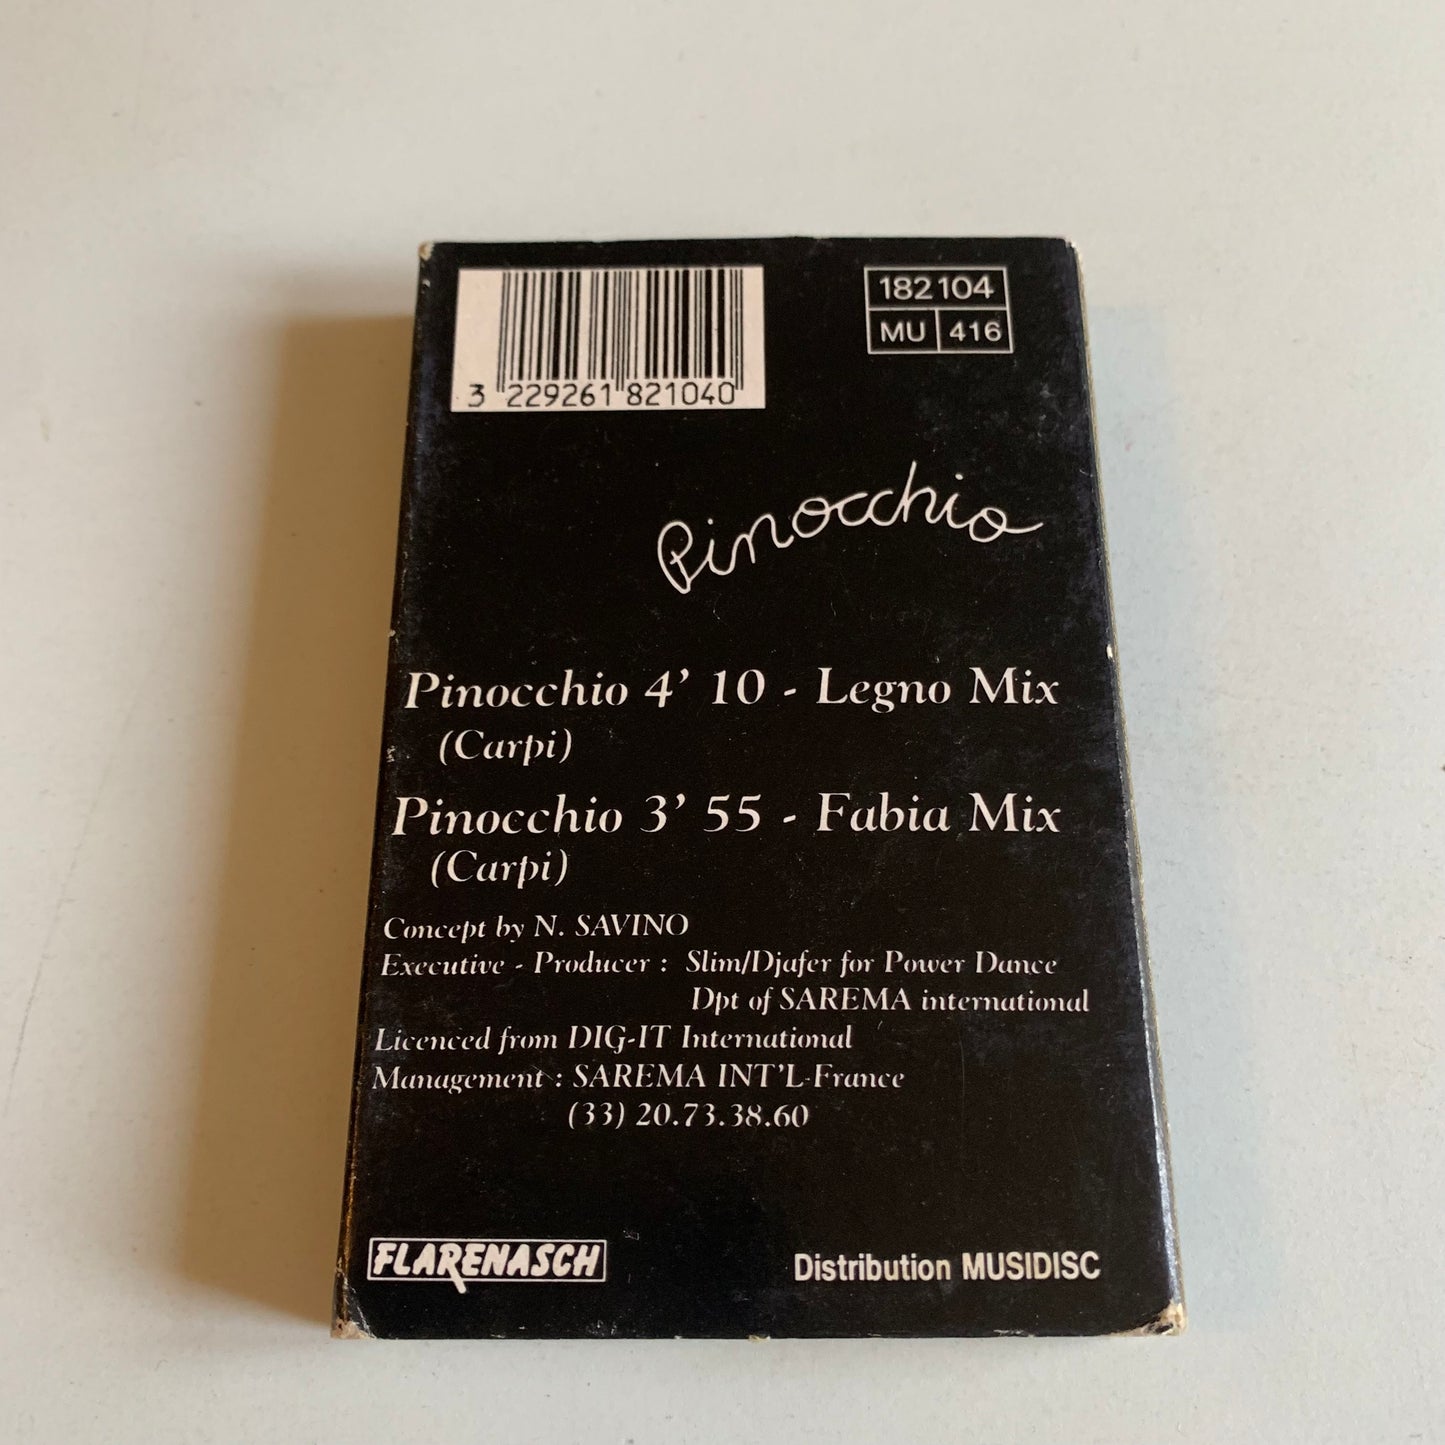 182104
MU 416
3 229261 821040
Pinocchio
Pinocchio 4' 10 - Legno Mix
(Carpi)
Pinocchio 3' 55 - Fabia Mix
(Carpi)
Concept by N. SAVINO
Executive - Producer : Slim/Djafer for Power Dance
Dpt of SAREMA international
Licenced from DIG-IT International
Management : SAREMA INT'L-France
(33) 20.73.38.60
FLARENASCH
Distribution MUSIDISC